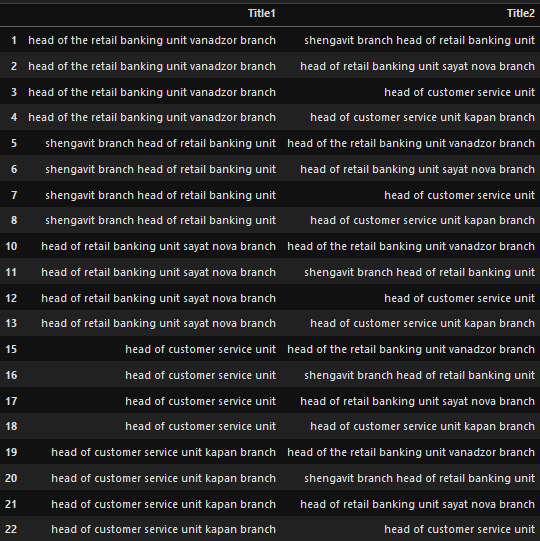 Title1 Title2
1 head of the retail banking unit vanadzor branch shengavit branch head of retail banking unit
2 head of the retail banking unit vanadzor branch head of retail banking unit sayat nova branch
3 head of the retail banking unit vanadzor branch head of customer service unit
4 head of the retail banking unit vanadzor branch head of customer service unit kapan branch
5 shengavit branch head of retail banking unit head of the retail banking unit vanadzor branch
6 shengavit branch head of retail banking unit head of retail banking unit sayat nova branch
7 shengavit branch head of retail banking unit head of customer service unit
8 shengavit branch head of retail banking unit head of customer service unit kapan branch
10 head of retail banking unit sayat nova branch head of the retail banking unit vanadzor branch
11 head of retail banking unit sayat nova branch shengavit branch head of retail banking unit
12 head of retail banking unit sayat nova branch head of customer service unit
13 head of retail banking unit sayat nova branch head of customer service unit kapan branch
15 head of customer service unit head of the retail banking unit vanadzor branch
16 head of customer service unit shengavit branch head of retail banking unit
17 head of customer service unit head of retail banking unit sayat nova branch
18 head of customer service unit head of customer service unit kapan branch
19 head of customer service unit kapan branch head of the retail banking unit vanadzor branch
20 head of customer service unit kapan branch shengavit branch head of retail banking unit
21 head of customer service unit kapan branch head of retail banking unit sayat nova branch
22 head of customer service unit kapan branch head of customer service unit